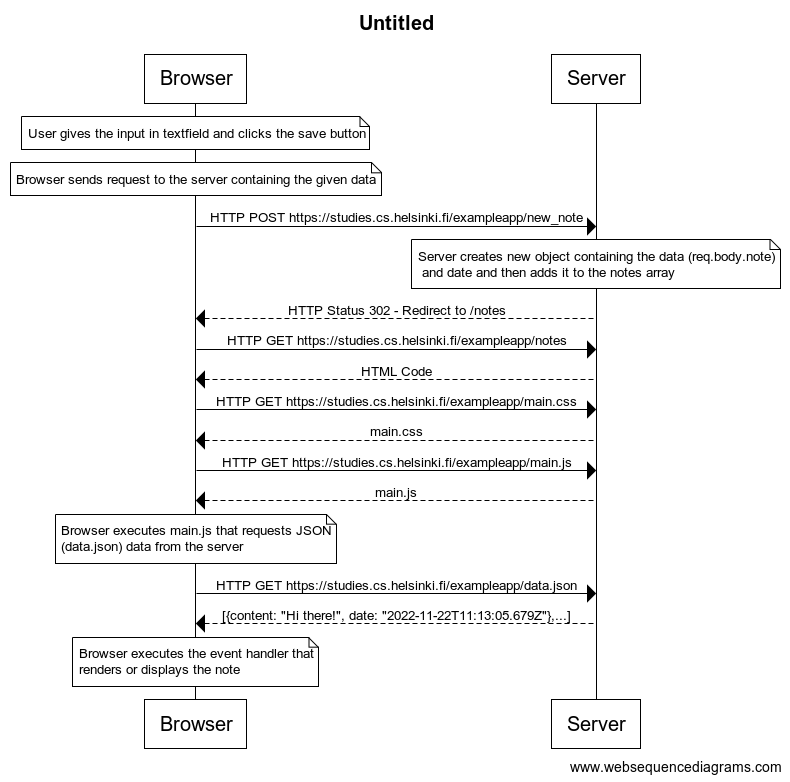 Untitled
Browser
Server
User gives the input in textfield and clicks the save button
Browser sends request to the server containing the given data
HTTP POST https://studies.cs.helsinki.fi/exampleapp/new_note
Server creates new object containing the data (req.body.note)
and date and then adds it to the notes array
HTTP Status 302 - Redirect to /notes
HTTP GET https://studies.cs.helsinki.fi/exampleapp/notes
HTML Code
HTTP GET https://studies.cs.helsinki.fi/exampleapp/main.css
main.css
HTTP GET https://studies.cs.helsinki.fi/exampleapp/main.js
main.js
Browser executes main.js that requests JSON
(data.json) data from the server
HTTP GET https://studies.cs.helsinki.fi/exampleapp/data.json
[{content: "Hi there!", date: "2022-11-22T11:13:05.679Z"},...]
Browser executes the event handler that
renders or displays the note
Browser
Server
www.websequencediagrams.com